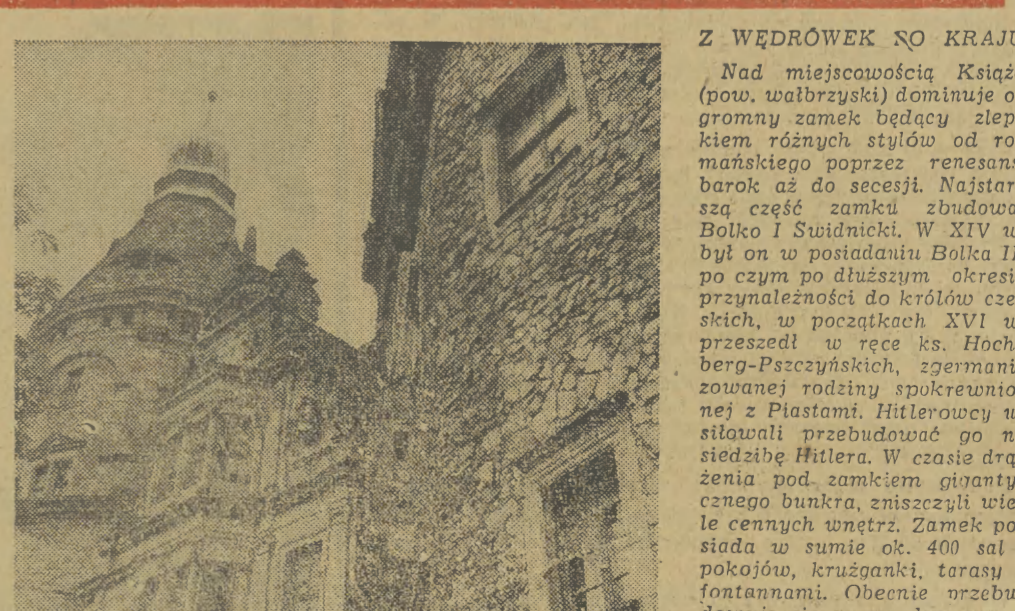 Z WĘDRÓWEK PO KRAJU
Nad miejscowością Książ
(pow. wałbrzyski) dominuje o
gromny zamek będący zlep
kiem różnych stylów od ro
mańskiego poprzez renesans
barok aż do secesji. Najstar
szą część zamku zbudowa
Bolko I Świdnicki. W XIV w
był on w posiadaniu Bolka II
po czym po dłuższym okresi
przynależności do królów cze
skich, w początkach XVI w
przeszedł w ręce ks. Hoch
berg-Pszczyńskich, zgermani
zowanej rodziny spokrewnio
nej z Piastami. Hitlerowcy u
siłowali przebudować go n
siedzibę Hitlera. W czasie drą
żenia pod zamkiem giganty
cznego bunkra, zniszczyli wie
le cennych wnętrz. Zamek po
siada w sumie ok. 400 sal
pokojów, krużganki, tarasy
fontannami. Obecnie przebu